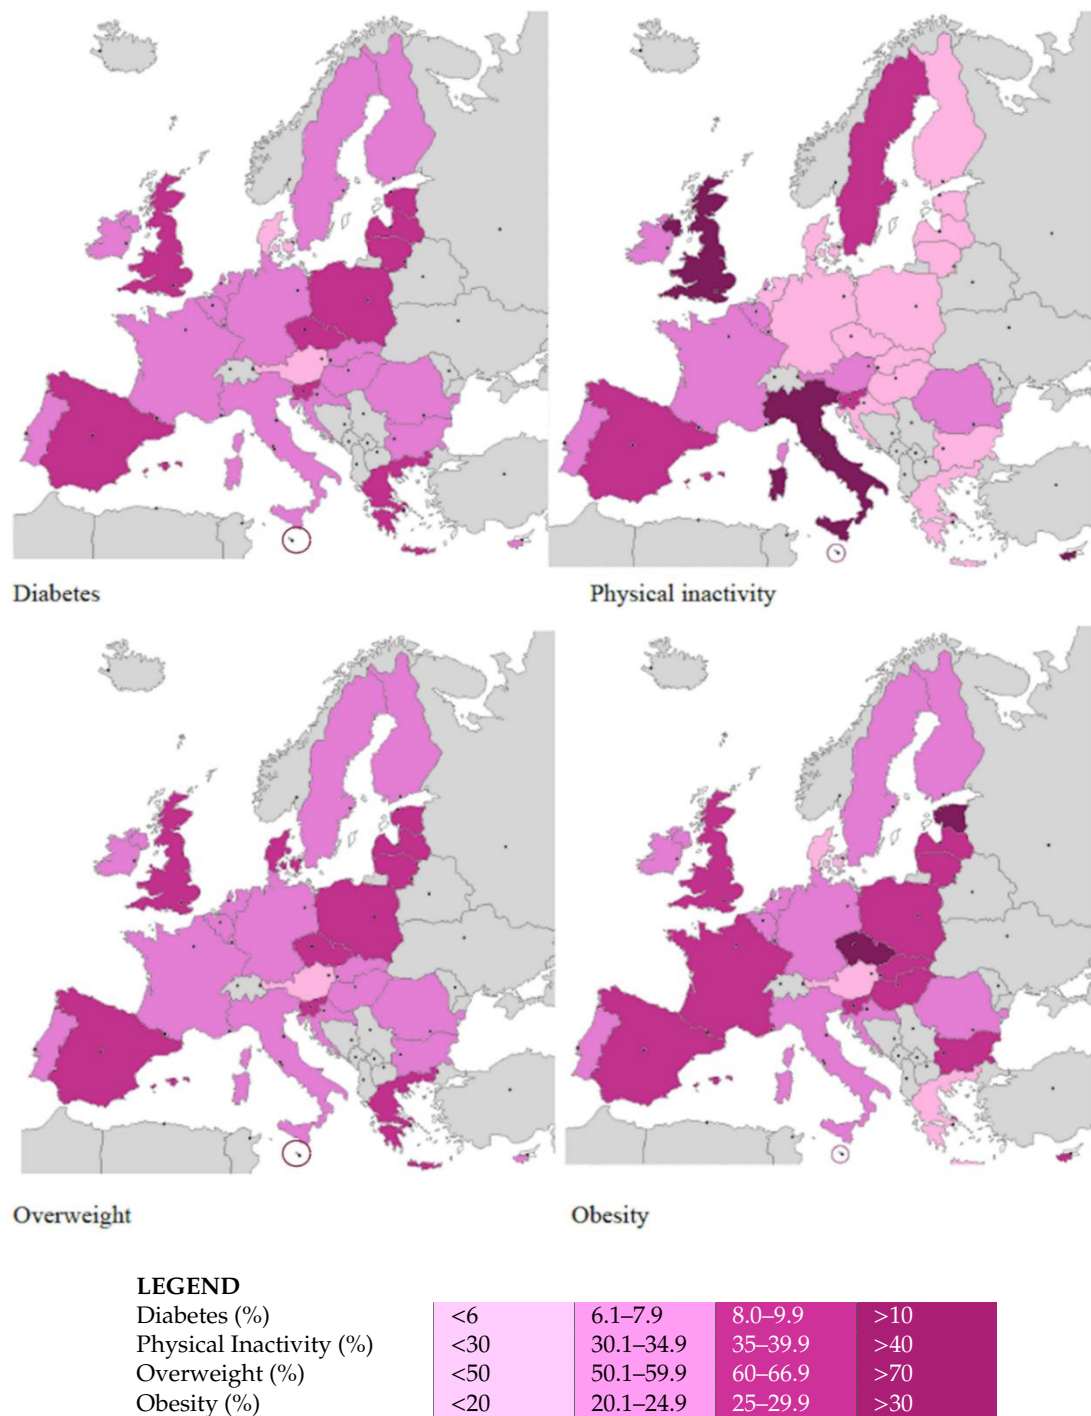 Diabetes
Physical inactivity
Overweight
Obesity
LEGEND
Diabetes (%) <6 6.1–7.9 8.0–9.9 >10
Physical Inactivity (%) <30 30.1–34.9 35–39.9 >40
Overweight (%) <50 50.1–59.9 60–66.9 >70
Obesity (%) <20 20.1–24.9 25–29.9 >30